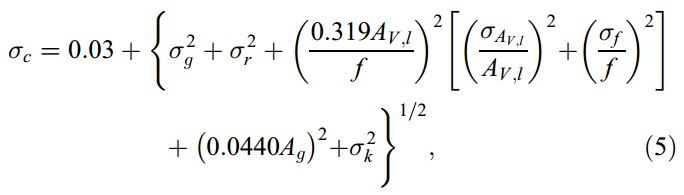 σ_c = 0.03 + { σ_g^2 + σ_r^2 + ( 0.319A_{V,l} / f )^2 [ ( σ_{A_{V,l}} / A_{V,l} )^2 + ( σ_f / f )^2 ]
+ (0.0440A_g)^2 + σ_k^2 }^{1/2}, (5)